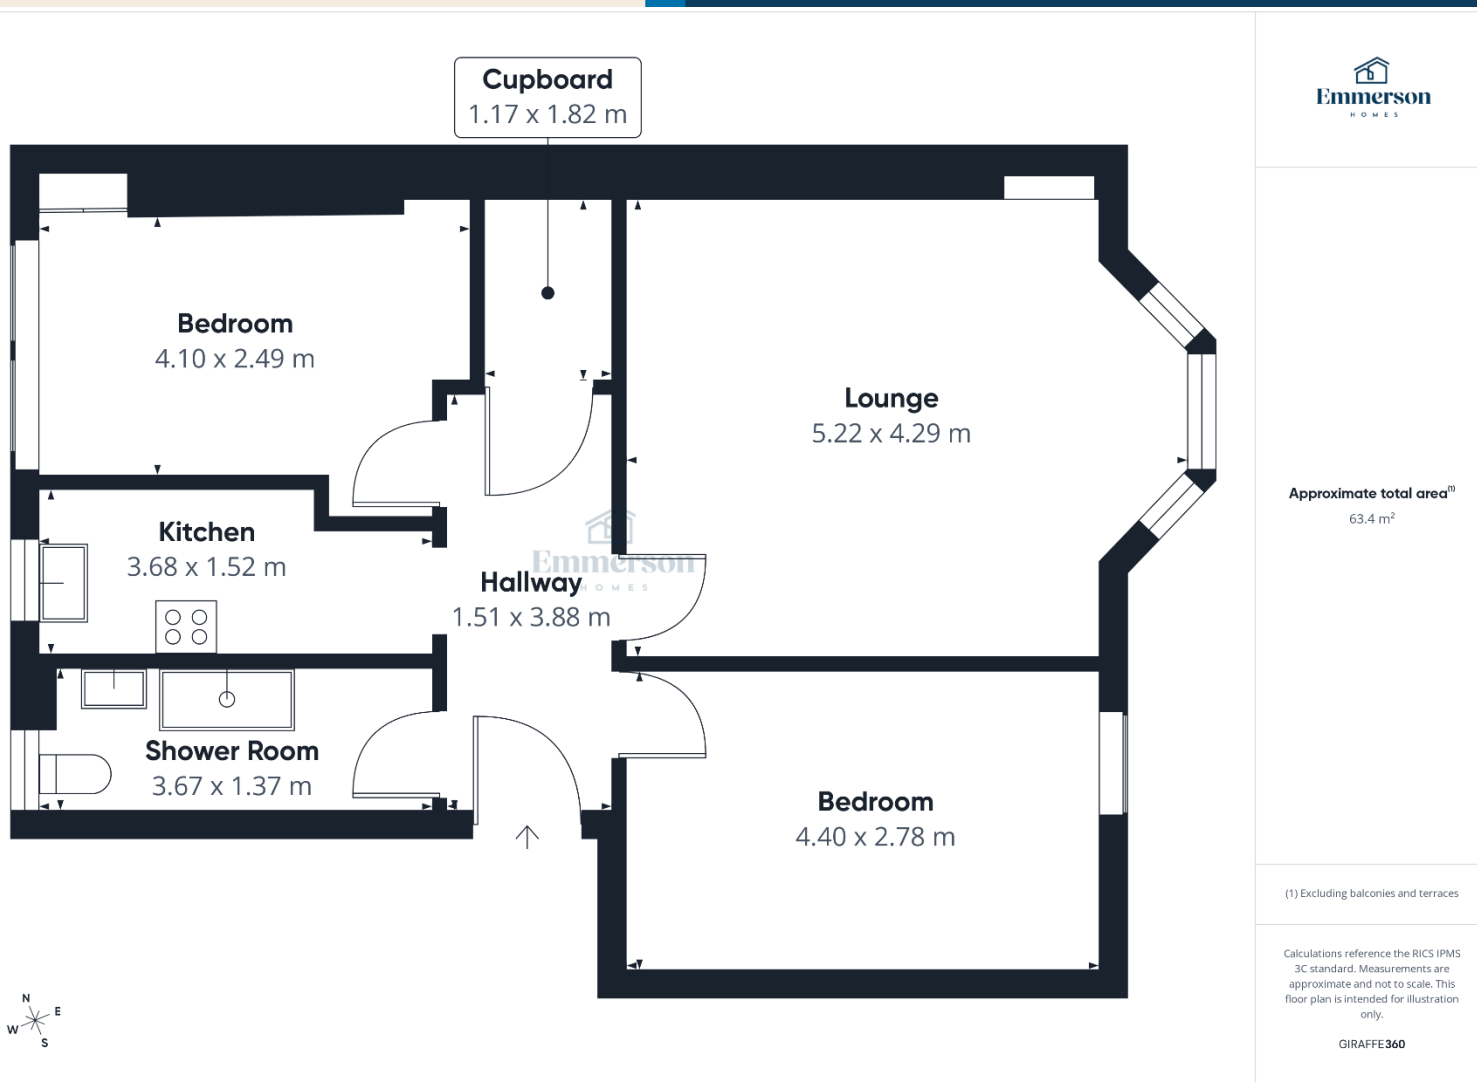 Cupboard
1.17 x 1.82 m
Emmerson
HOMES
Bedroom
4.10 x 2.49 m
Lounge
5.22 x 4.29 m
Approximate total area(1)
63.4 m²
Kitchen
3.68 x 1.52 m
Emmerson
HOMES
Hallway
1.51 x 3.88 m
Shower Room
3.67 x 1.37 m
Bedroom
4.40 x 2.78 m
(1) Excluding balconies and terraces
Calculations reference the RICS IPMS
3C standard. Measurements are
approximate and not to scale. This
floor plan is intended for illustration
only.
GIRAFFE360
N
E
W
S